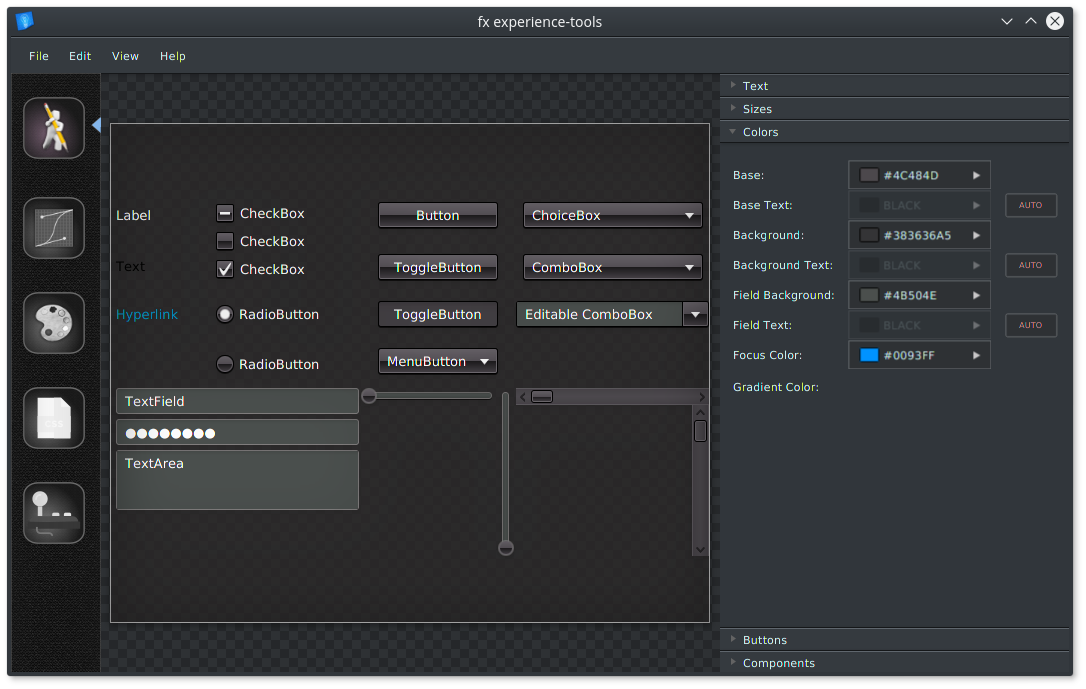 fx experience-tools
File Edit View Help
Label
CheckBox
Button
ChoiceBox
CheckBox
Text
CheckBox
ToggleButton
ComboBox
Hyperlink
RadioButton
ToggleButton
Editable ComboBox
RadioButton
MenuButton
TextField
TextArea
CSS
Text
Sizes
Colors
Base: #4C484D
Base Text: BLACK AUTO
Background: #383636A5
Background Text: BLACK AUTO
Field Background: #4B504E
Field Text: BLACK AUTO
Focus Color: #0093FF
Gradient Color:
Buttons
Components